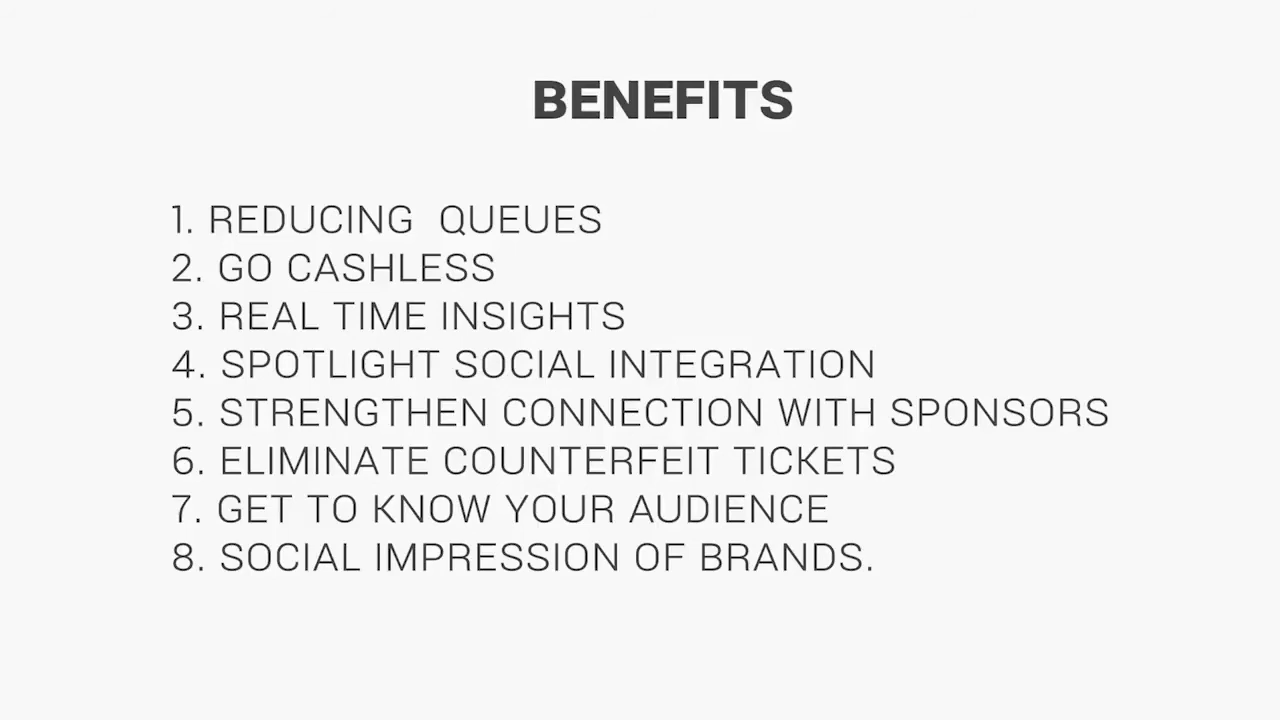 BENEFITS
1. REDUCING  QUEUES
2. GO CASHLESS
3. REAL TIME INSIGHTS
4. SPOTLIGHT SOCIAL INTEGRATION
5. STRENGTHEN CONNECTION WITH SPONSORS
6. ELIMINATE COUNTERFEIT TICKETS
7. GET TO KNOW YOUR AUDIENCE
8. SOCIAL IMPRESSION OF BRANDS.